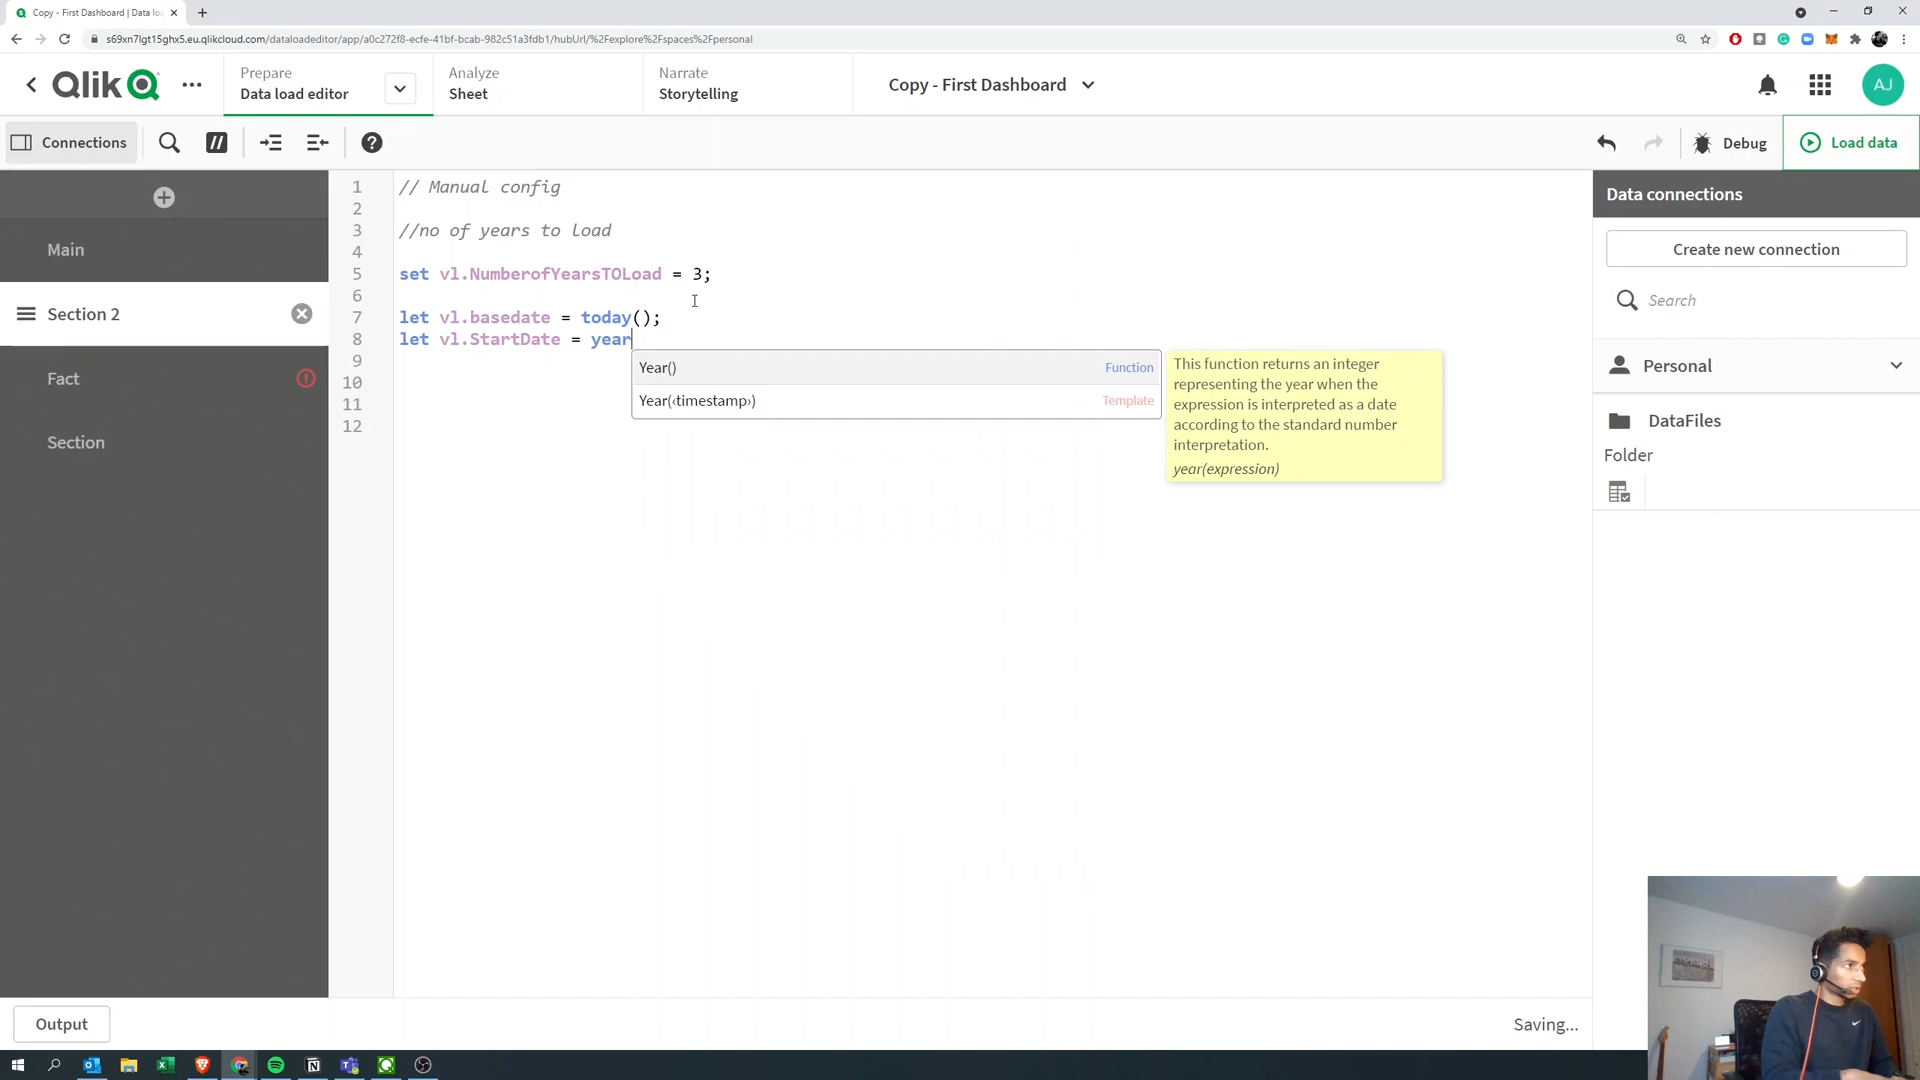 Copy - First Dashboard | Data loa
s69xn7lgt15ghx5.eu.qlikcloud.com/dataloadeditor/app/a0c272f8-ecfe-41bf-bcab-982c51a3fdb1/hubUrl/%2Fexplore%2Fspaces%2Fpersonal
Qlik
Prepare
Data load editor
Analyze
Sheet
Narrate
Storytelling
Copy - First Dashboard
AJ
Connections
//
Debug
Load data
Main
Section 2
Fact
Section
1 // Manual config
2
3 //no of years to load
4
5 set vl.NumberofYearsTOLoad = 3;
6
7 let vl.basedate = today();
8 let vl.StartDate = year
9
10
11
12
Year() Function
Year(‹timestamp›) Template
This function returns an integer
representing the year when the
expression is interpreted as a date
according to the standard number
interpretation.
year(expression)
Data connections
Create new connection
Search
Personal
DataFiles
Folder
Output
Saving...